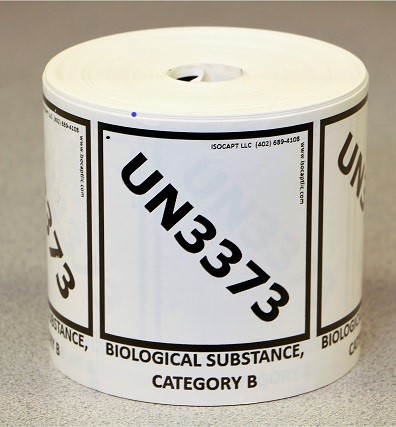 ISOCAPT LLC (402) 689-4108
www.isocaptllc.com
UN3373
BIOLOGICAL SUBSTANCE,
CATEGORY B